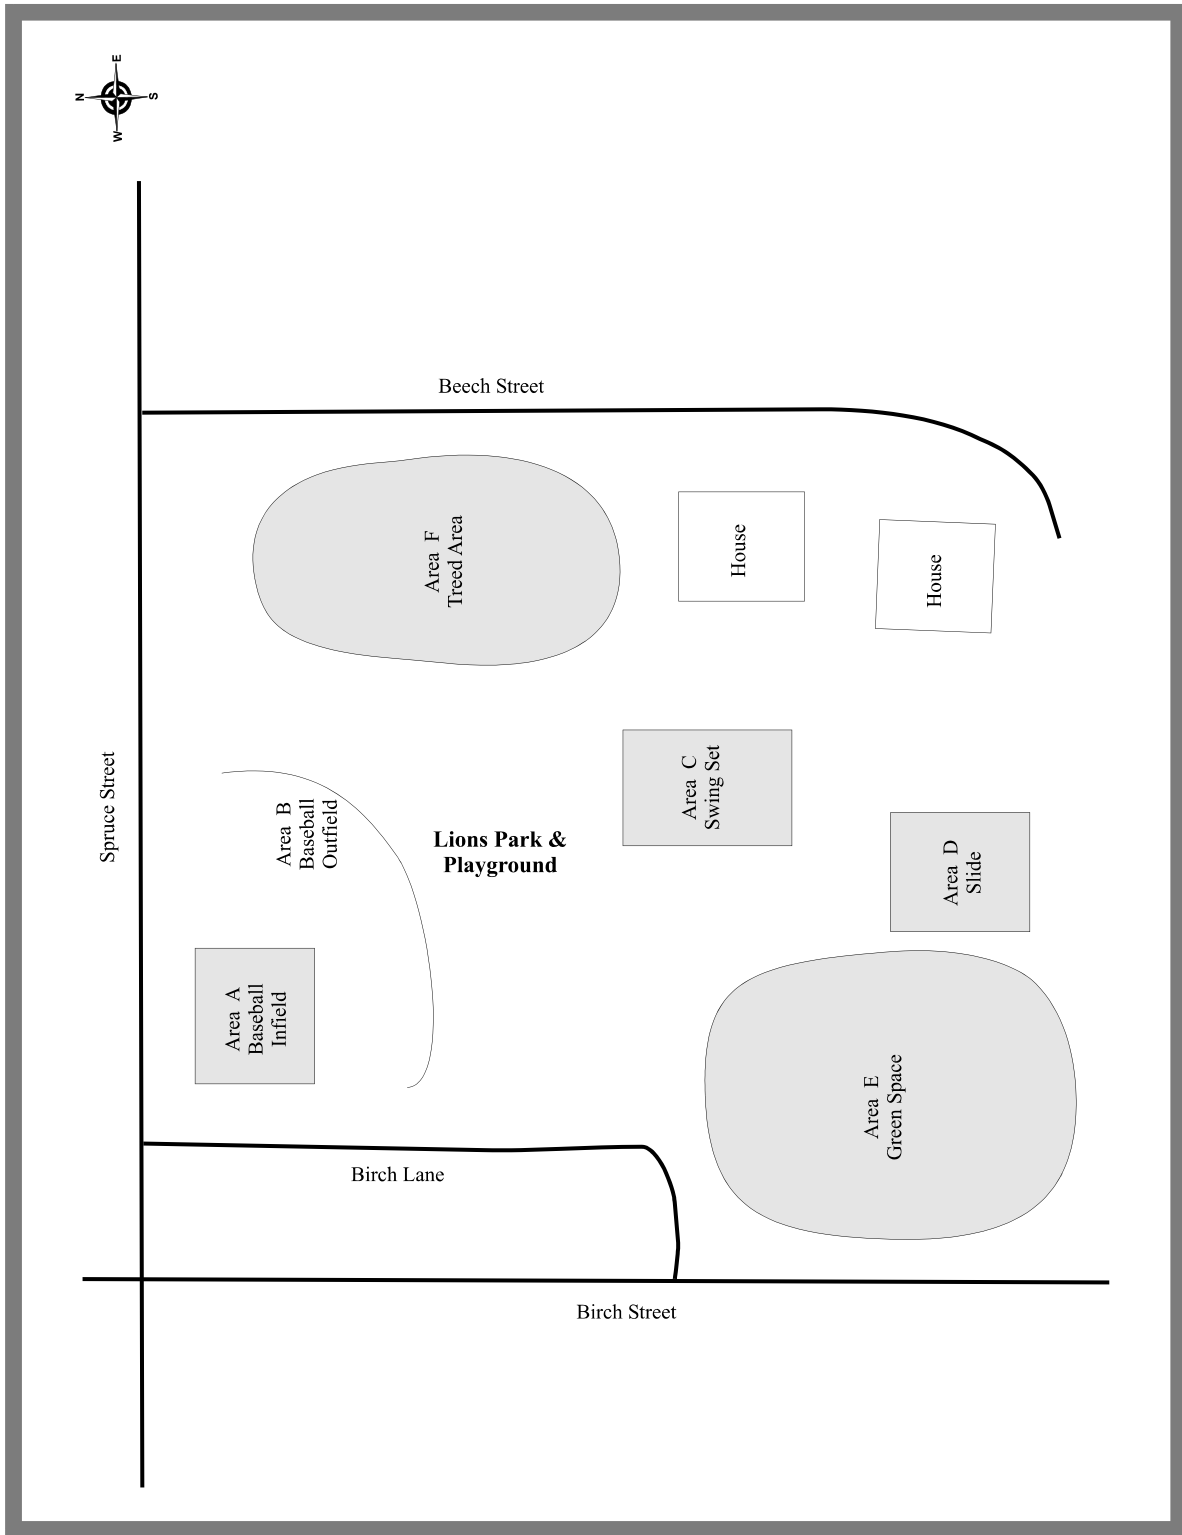 E
N
S
W
Beech Street
Area F
Treed Area
House
House
Spruce Street
Area B
Baseball
Outfield
Lions Park &
Playground
Area C
Swing Set
Area D
Slide
Area A
Baseball
Infield
Area E
Green Space
Birch Lane
Birch Street